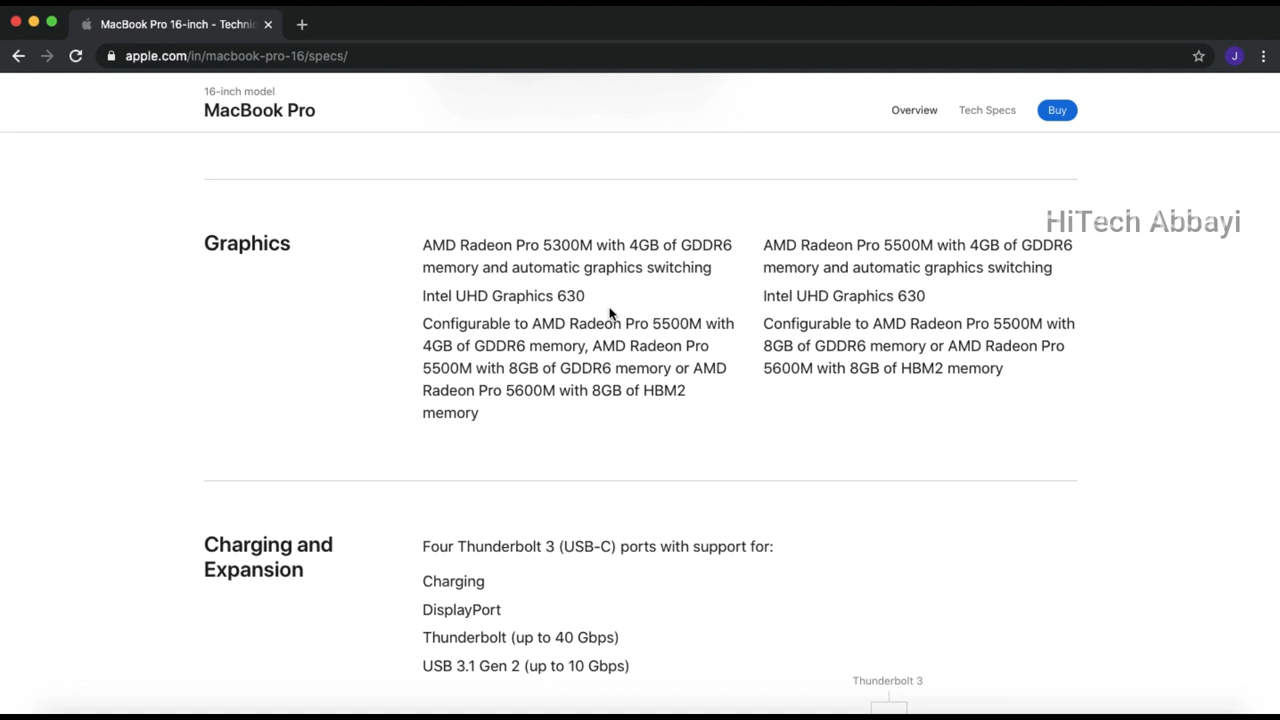 MacBook Pro 16-inch - Technic
apple.com/in/macbook-pro-16/specs/
J
16-inch model
MacBook Pro
Overview
Tech Specs
Buy
HiTech Abbayi
Graphics
AMD Radeon Pro 5300M with 4GB of GDDR6
memory and automatic graphics switching
Intel UHD Graphics 630
Configurable to AMD Radeon Pro 5500M with
4GB of GDDR6 memory, AMD Radeon Pro
5500M with 8GB of GDDR6 memory or AMD
Radeon Pro 5600M with 8GB of HBM2
memory
AMD Radeon Pro 5500M with 4GB of GDDR6
memory and automatic graphics switching
Intel UHD Graphics 630
Configurable to AMD Radeon Pro 5500M with
8GB of GDDR6 memory or AMD Radeon Pro
5600M with 8GB of HBM2 memory
Charging and
Expansion
Four Thunderbolt 3 (USB-C) ports with support for:
Charging
DisplayPort
Thunderbolt (up to 40 Gbps)
USB 3.1 Gen 2 (up to 10 Gbps)
Thunderbolt 3